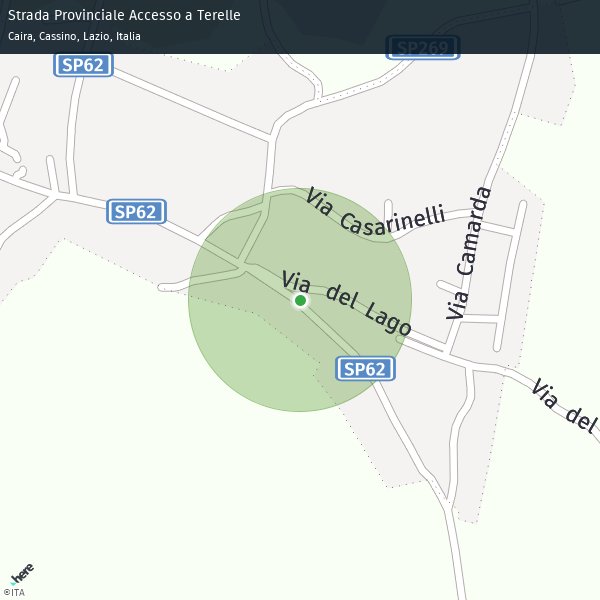 Strada Provinciale Accesso a Terelle
Caira, Cassino, Lazio, Italia
SP269
SP62
SP62
Via Casarinelli
Via Camarda
Via del Lago
SP62
Via del
here
©ITA